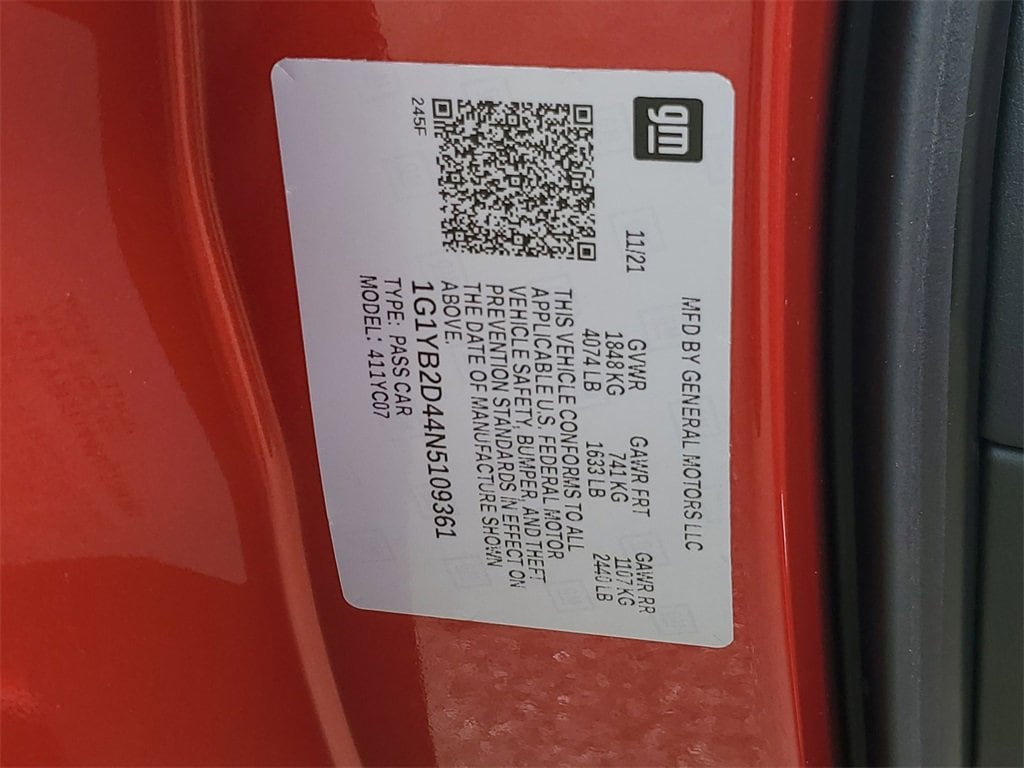 gm
MFD BY GENERAL MOTORS LLC
11/21 GVWR GAWR FRT GAWR RR
1848 KG 741 KG 1107 KG
4074 LB 1633 LB 2440 LB
THIS VEHICLE CONFORMS TO ALL
APPLICABLE U.S. FEDERAL MOTOR
VEHICLE SAFETY, BUMPER, AND THEFT
PREVENTION STANDARDS IN EFFECT ON
THE DATE OF MANUFACTURE SHOWN
ABOVE.
1G1YB2D44N5109361
TYPE: PASS CAR
MODEL: 411YC07
245F